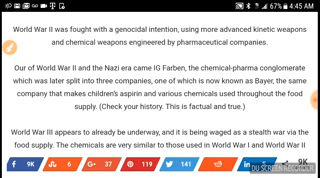 67% 4:45 AM
World War II was fought with a genocidal intention, using more advanced kinetic weapons
and chemical weapons engineered by pharmaceutical companies.
Our of World War II and the Nazi era came IG Farben, the chemical-pharma conglomerate
which was later split into three companies, one of which is now known as Bayer, the same
company that makes children's aspirin and various chemicals used throughout the food
supply. (Check your history. This is factual and true.)
World War III appears to already be underway, and it is being waged as a stealth war via the
food supply. The chemicals are very similar to those used in World War I and World War II
9K 6 37 119 141 9K
DU SCREEN RECORDER